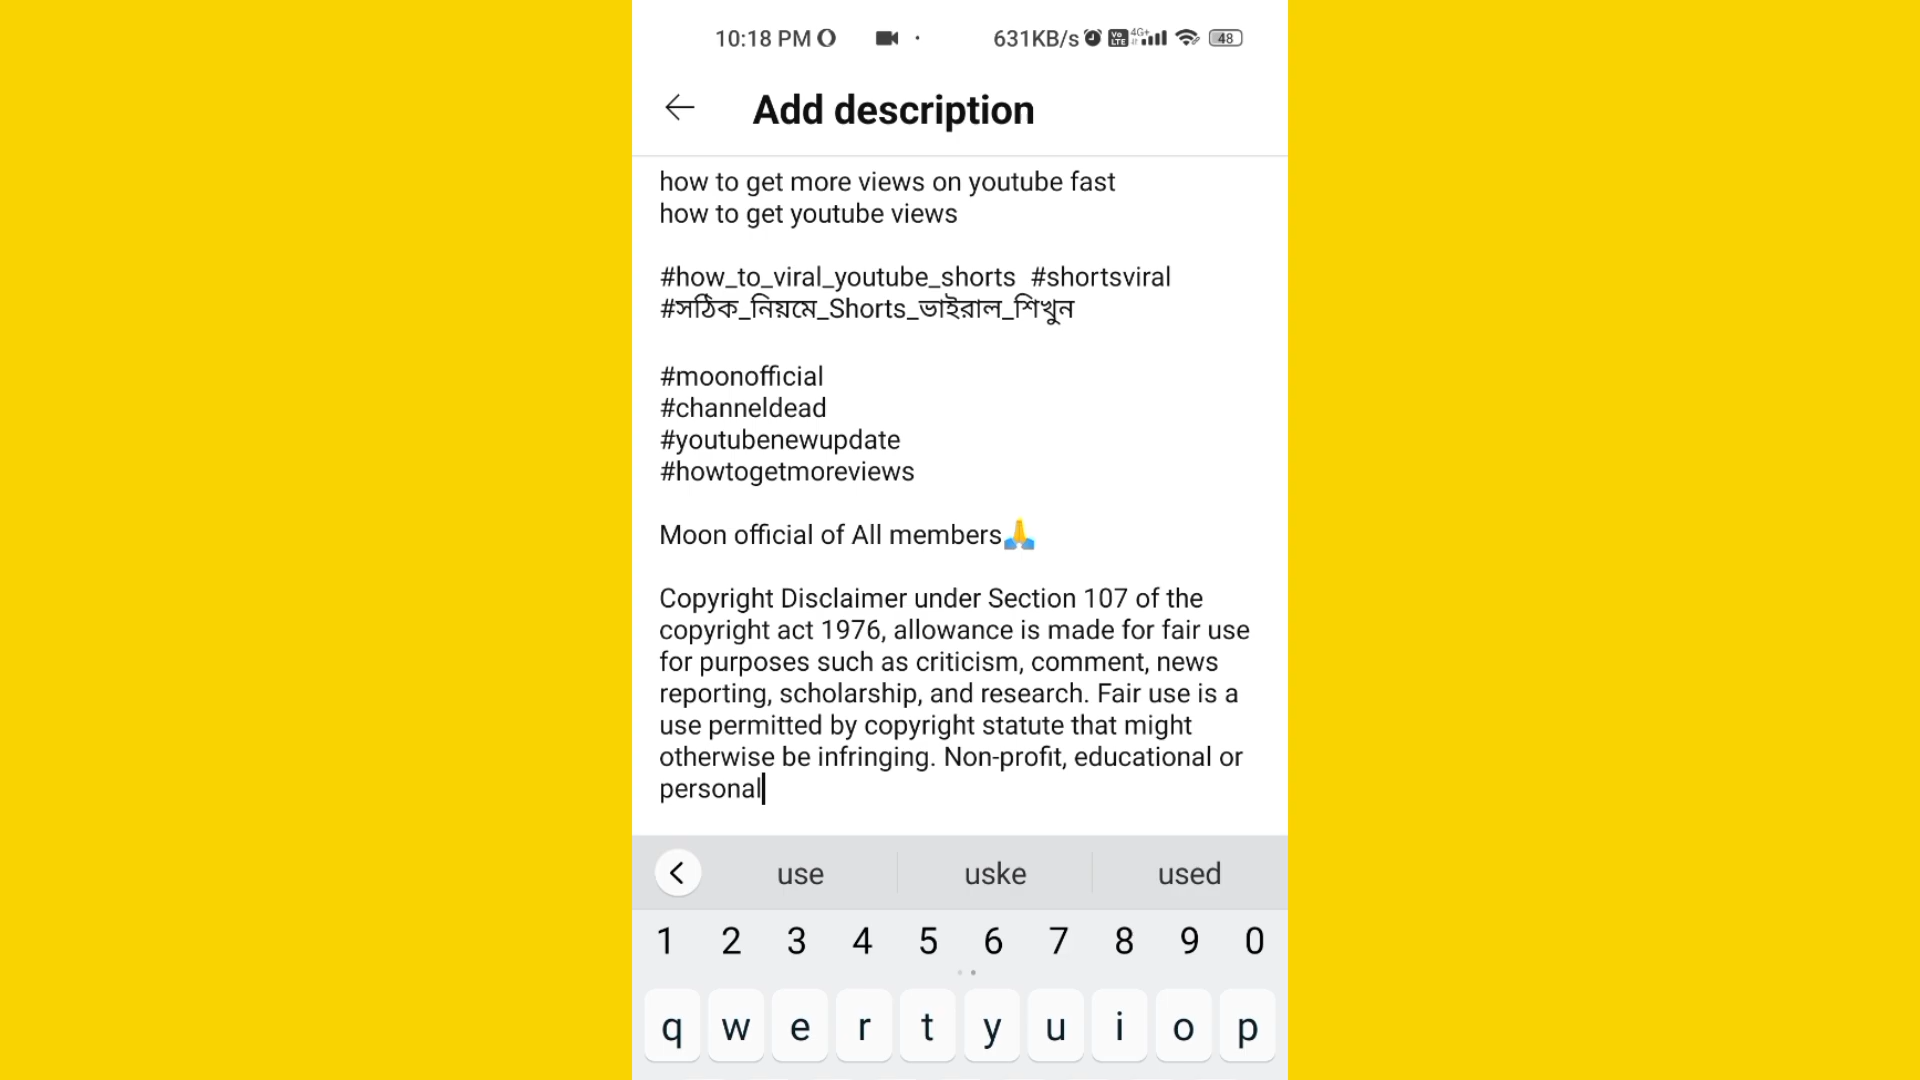 10:18 PM 631KB/s Vo LTE 4G+ 48
Add description
how to get more views on youtube fast
how to get youtube views
#how_to_viral_youtube_shorts #shortsviral
#সঠিক_নিয়মে_Shorts_ভাইরাল_শিখুন
#moonofficial
#channeldead
#youtubenewupdate
#howtogetmoreviews
Moon official of All members🙏
Copyright Disclaimer under Section 107 of the
copyright act 1976, allowance is made for fair use
for purposes such as criticism, comment, news
reporting, scholarship, and research. Fair use is a
use permitted by copyright statute that might
otherwise be infringing. Non-profit, educational or
personal
use uske used
1 2 3 4 5 6 7 8 9 0
q w e r t y u i o p